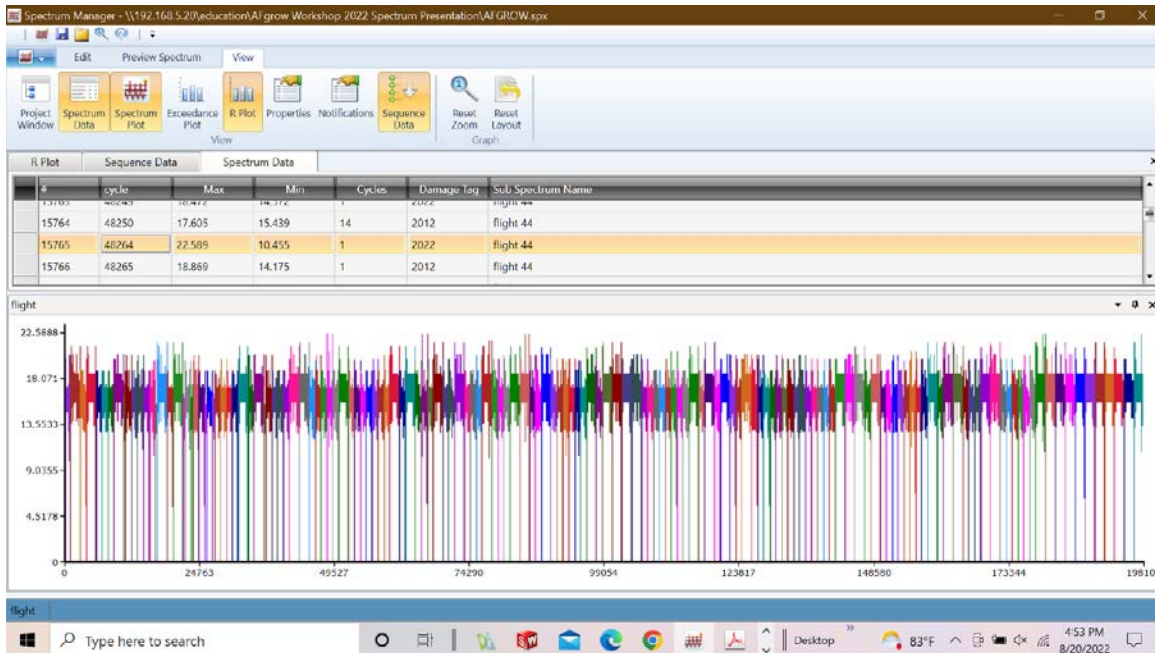 Spectrum Manager - \\192.168.5.20\education\AFgrow Workshop 2022 Spectrum Presentation\AFGROW.spx
Edit Preview Spectrum View
Project Window Spectrum Data Spectrum Plot Exceedance Plot R Plot Properties Notifications Sequence Data Reset Zoom Reset Layout
View Graph
R Plot Sequence Data Spectrum Data
# cycle Max Min Cycles Damage Tag Sub Spectrum Name
15764 48250 17.605 15.439 14 2012 flight 44
15765 48264 22.589 10.455 1 2022 flight 44
15766 48265 18.869 14.175 1 2012 flight 44
flight
22.5888
18.071
13.5533
9.0355
4.5178
0
0 24763 49527 74290 99054 123817 148580 173344 19810
flight
Type here to search Desktop 83°F 4:53 PM
8/20/2022